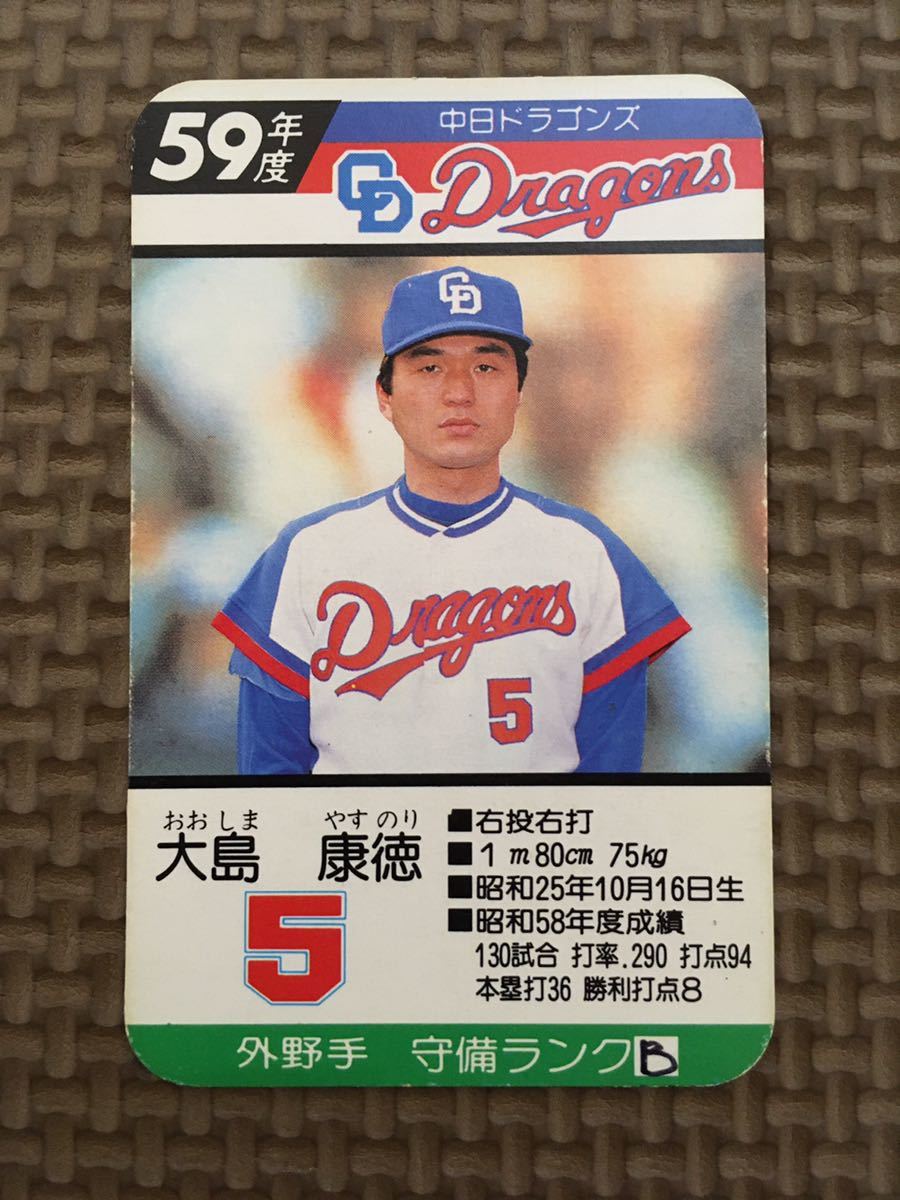 59年度
中日ドラゴンズ
CD Dragons
CD
Dragons
5
おおしま やすのり
大島 康徳
5
■右投右打
■1m80cm 75kg
■昭和25年10月16日生
■昭和58年度成績
130試合 打率.290 打点94
本塁打36 勝利打点8
外野手 守備ランクB